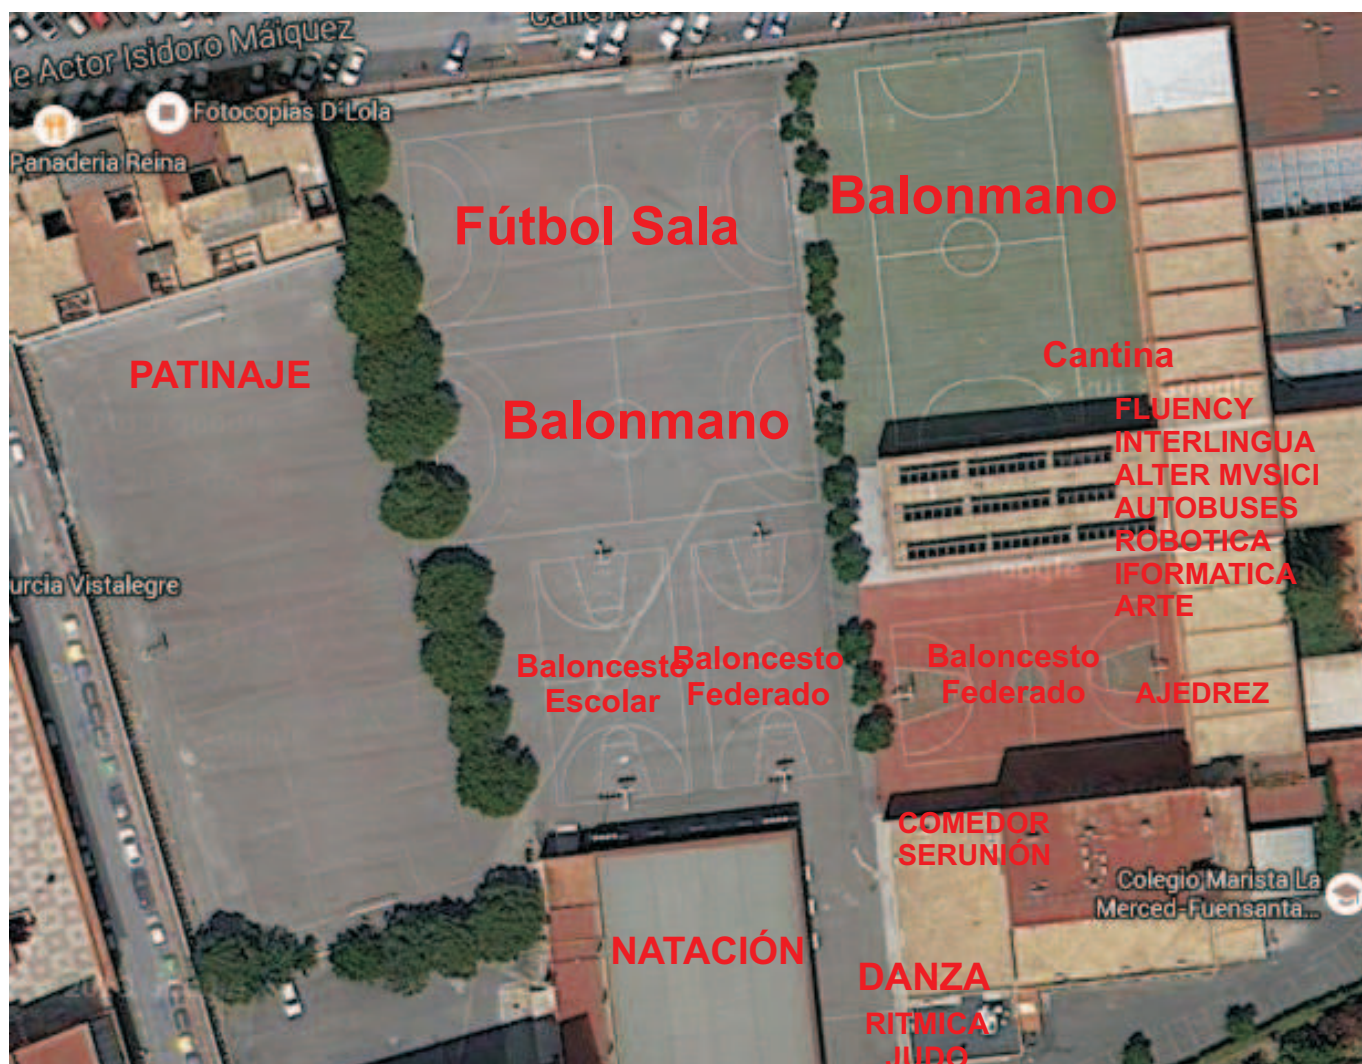 e Actor Isidoro Máiquez
Fotocopias D´Lola
Panaderia Reina
Balonmano
Fútbol Sala
Cantina
PATINAJE
Balonmano
FLUENCY
INTERLINGUA
ALTER MVSICI
AUTOBUSES
ROBOTICA
IFORMATICA
ARTE
urcia Vistalegre
Baloncesto
Escolar
Baloncesto
Federado
Baloncesto
Federado
AJEDREZ
COMEDOR
SERUNIÓN
Colegio Marista La
Merced-Fuensanta...
NATACIÓN
DANZA
RITMICA
JUDO